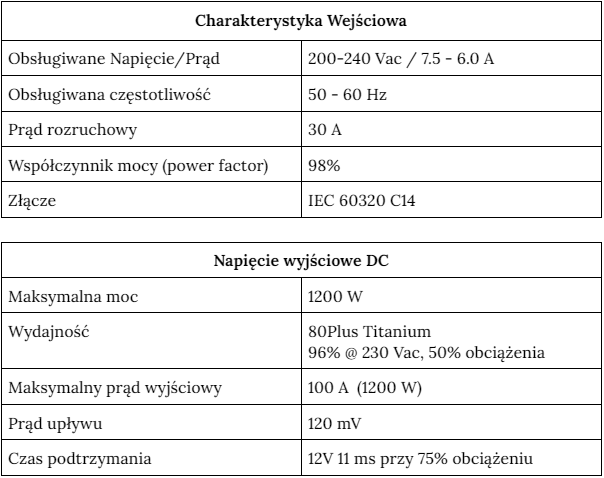 Charakterystyka Wejściowa
Obsługiwane Napięcie/Prąd 200-240 Vac / 7.5 - 6.0 A
Obsługiwana częstotliwość 50 - 60 Hz
Prąd rozruchowy 30 A
Współczynnik mocy (power factor) 98%
Złącze IEC 60320 C14
Napięcie wyjściowe DC
Maksymalna moc 1200 W
Wydajność 80Plus Titanium
96% @ 230 Vac, 50% obciążenia
Maksymalny prąd wyjściowy 100 A (1200 W)
Prąd upływu 120 mV
Czas podtrzymania 12V 11 ms przy 75% obciążeniu